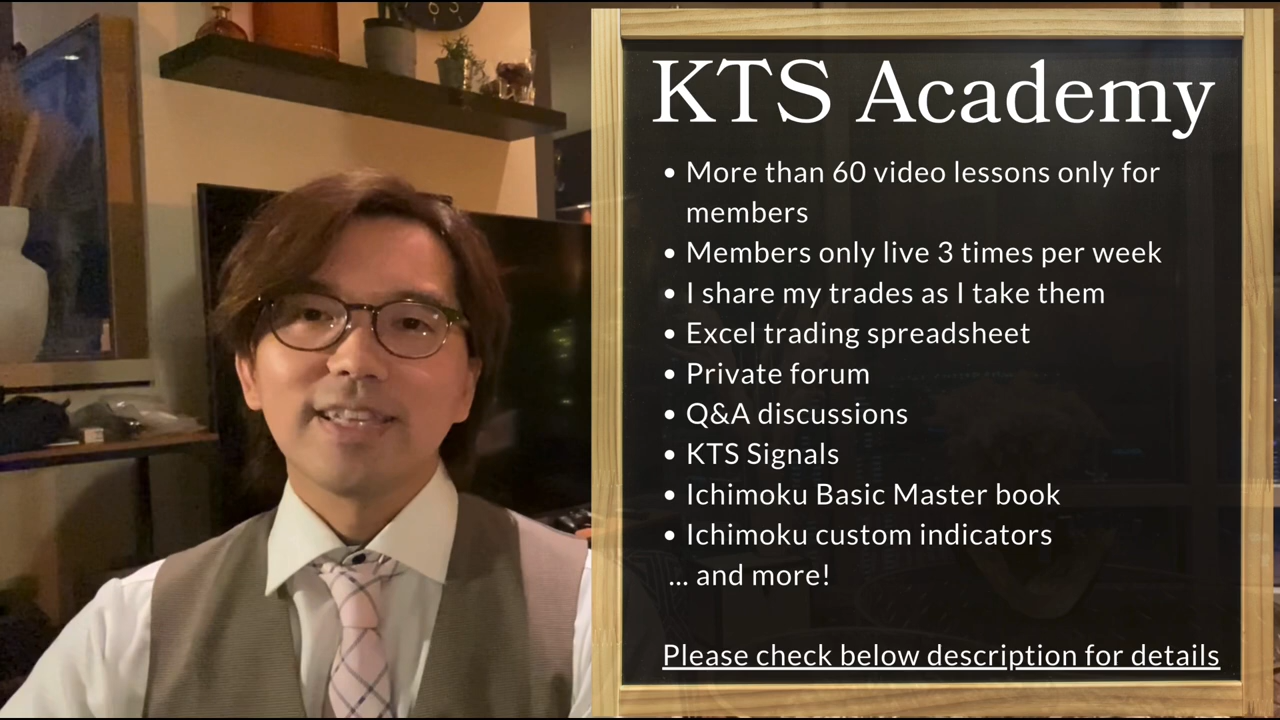 KTS Academy
• More than 60 video lessons only for
members
• Members only live 3 times per week
• I share my trades as I take them
• Excel trading spreadsheet
• Private forum
• Q&A discussions
• KTS Signals
• Ichimoku Basic Master book
• Ichimoku custom indicators
... and more!
Please check below description for details